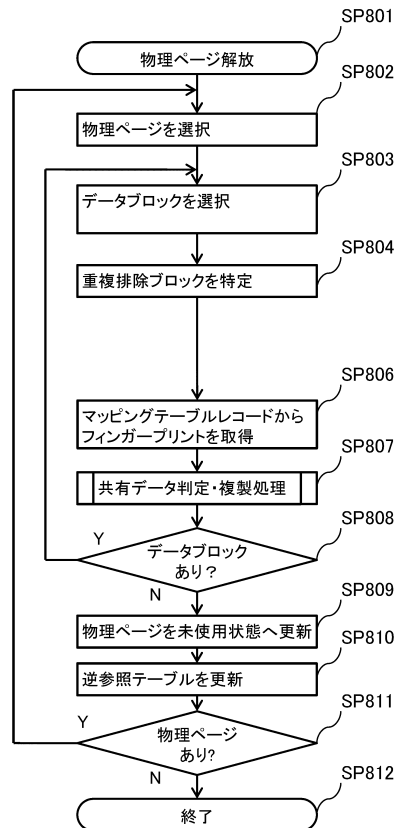 SP801
物理ページ解放
SP802
物理ページを選択
SP803
データブロックを選択
SP804
重複排除ブロックを特定
SP806
マッピングテーブルレコードから
フィンガープリントを取得
SP807
共有データ判定・複製処理
SP808
Y
データブロック
あり?
N
SP809
物理ページを未使用状態へ更新
SP810
逆参照テーブルを更新
SP811
Y
物理ページ
あり?
N
SP812
終了